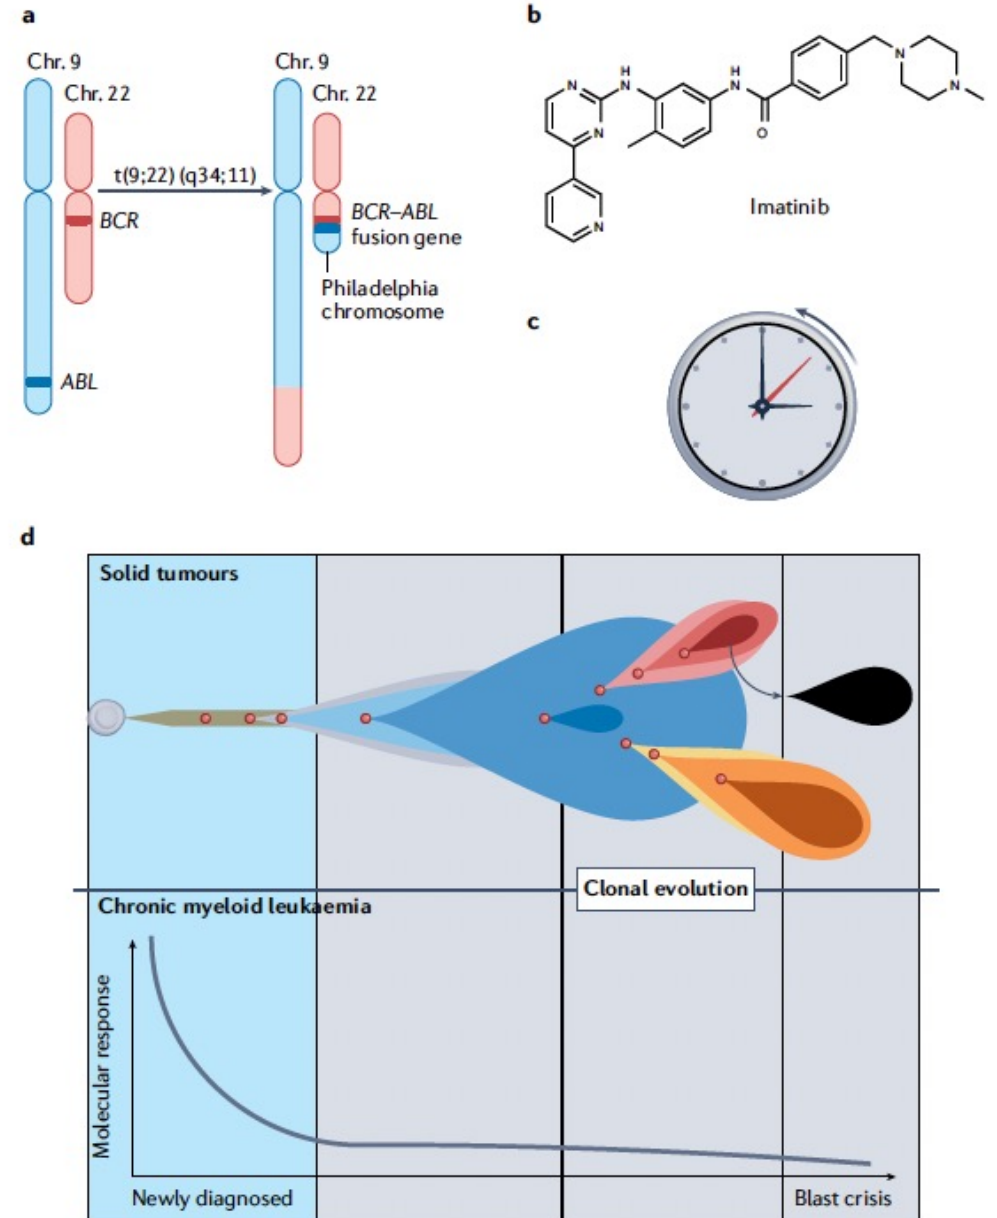 a
Chr. 9
Chr. 22
BCR
ABL
t(9;22) (q34;11)
Chr. 9
Chr. 22
BCR–ABL
fusion gene
Philadelphia
chromosome
b
N
N
H
N
H
N
O
N
N
N
Imatinib
c
d
Solid tumours
Clonal evolution
Chronic myeloid leukaemia
Molecular response
Newly diagnosed
Blast crisis